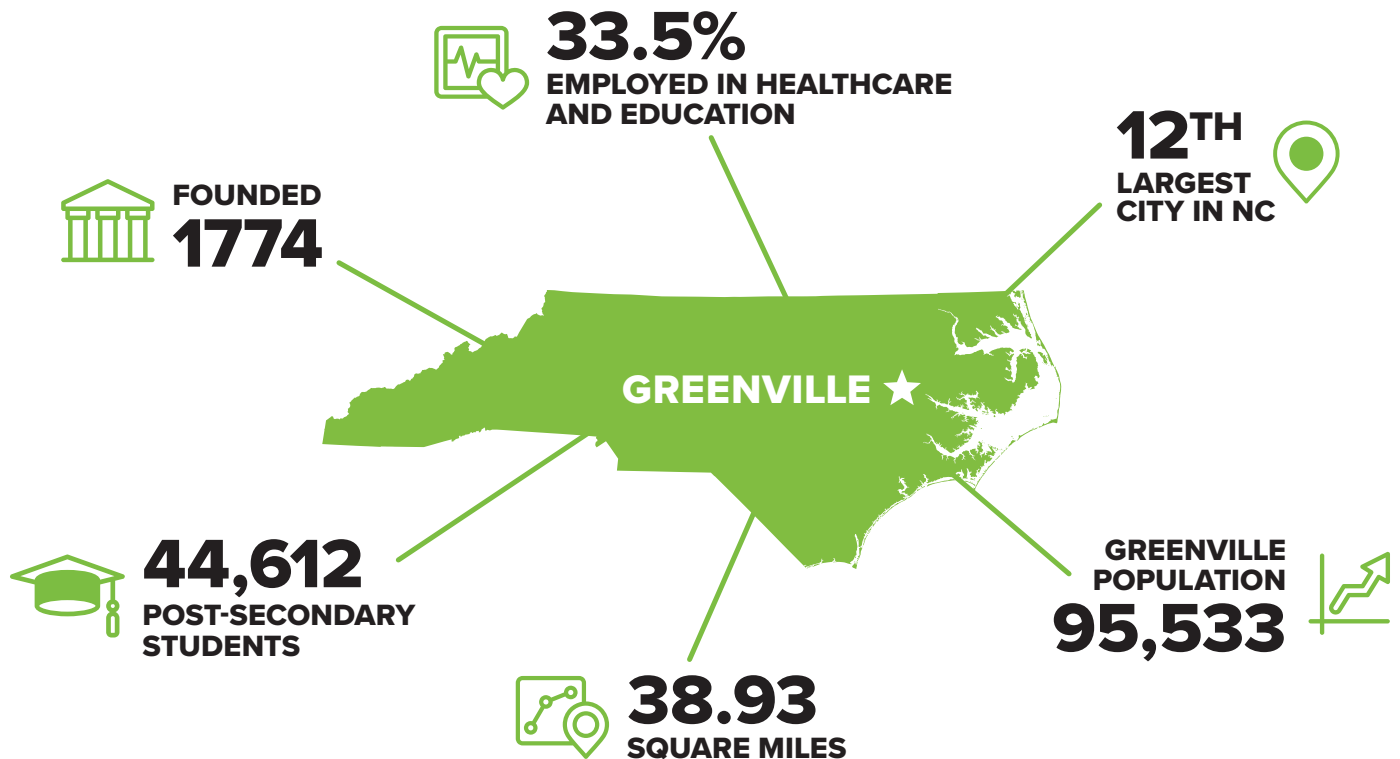 33.5%
EMPLOYED IN HEALTHCARE
AND EDUCATION
12TH
LARGEST
CITY IN NC
FOUNDED
1774
GREENVILLE
44,612
POST-SECONDARY
STUDENTS
GREENVILLE
POPULATION
95,533
38.93
SQUARE MILES